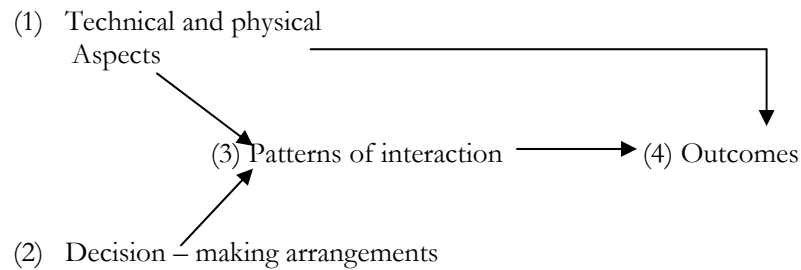 (1) Technical and physical
Aspects
(3) Patterns of interaction
(4) Outcomes
(2) Decision – making arrangements